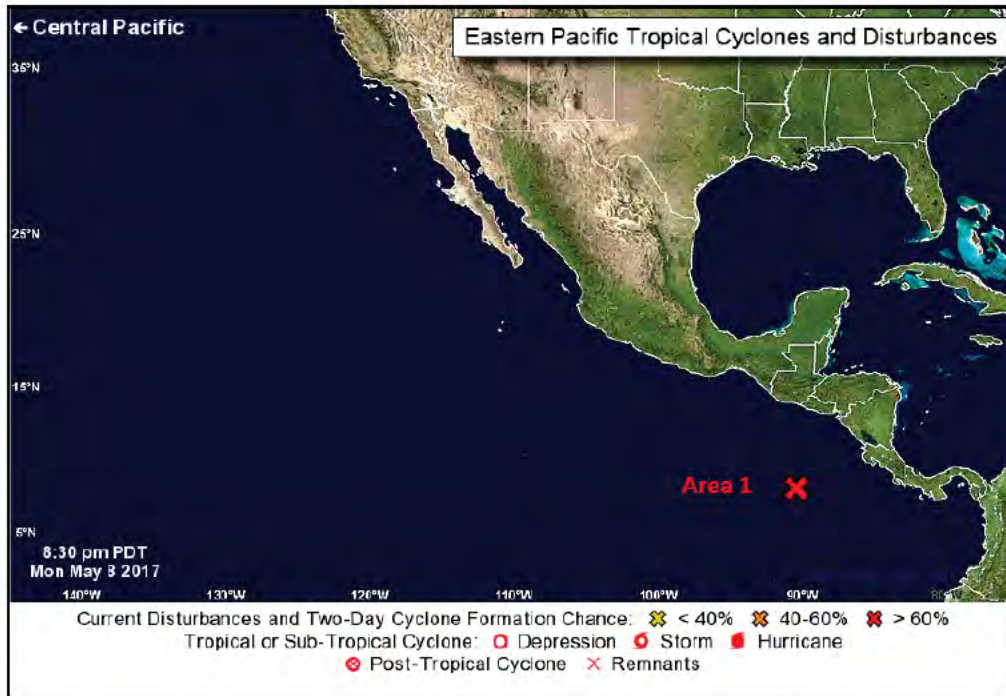 ← Central Pacific
Eastern Pacific Tropical Cyclones and Disturbances
35°N
25°N
15°N
Area 1
5°N
8:30 pm PDT
Mon May 8 2017
140°W 130°W 120°W 110°W 100°W 90°W
Current Disturbances and Two-Day Cyclone Formation Chance: < 40% 40-60% > 60%
Tropical or Sub-Tropical Cyclone: Depression Storm Hurricane
Post-Tropical Cyclone Remnants